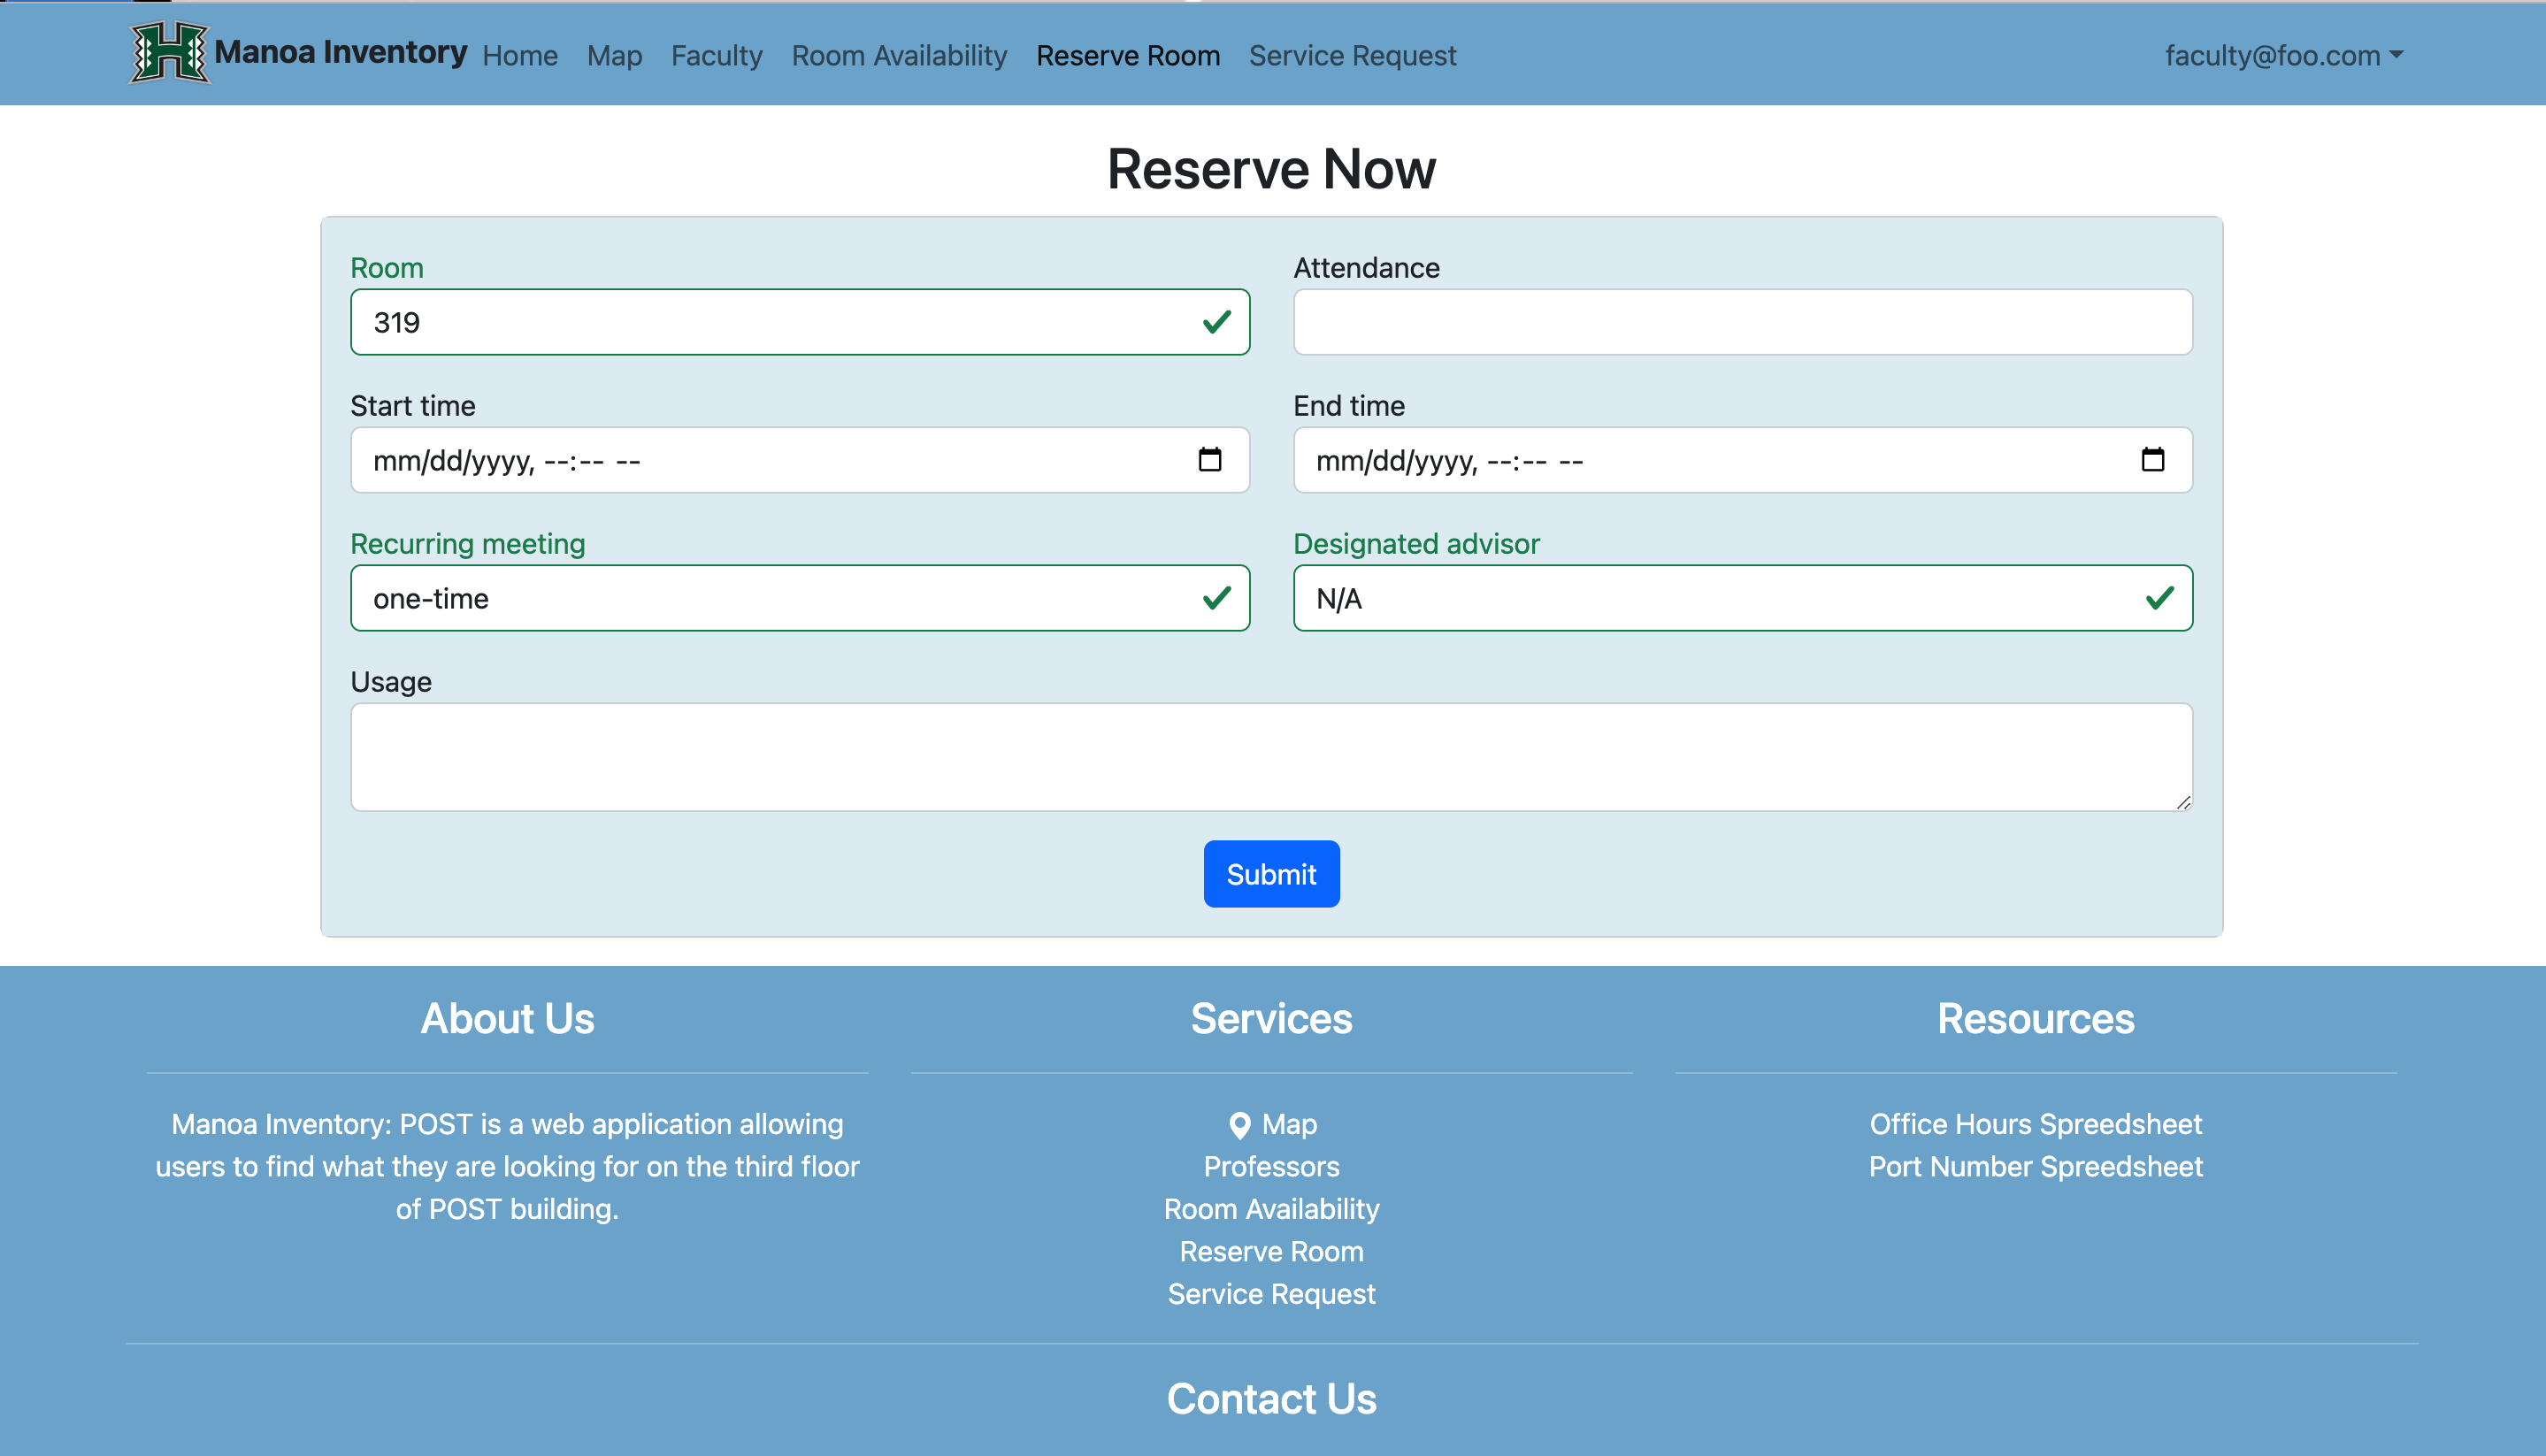 Manoa Inventory Home Map Faculty Room Availability Reserve Room Service Request faculty@foo.com
Reserve Now
Room Attendance
319
Start time End time
mm/dd/yyyy, --:-- -- mm/dd/yyyy, --:-- --
Recurring meeting Designated advisor
one-time N/A
Usage
Submit
About Us Services Resources
Manoa Inventory: POST is a web application allowing
users to find what they are looking for on the third floor
of POST building.
Map
Professors
Room Availability
Reserve Room
Service Request
Office Hours Spreedsheet
Port Number Spreedsheet
Contact Us